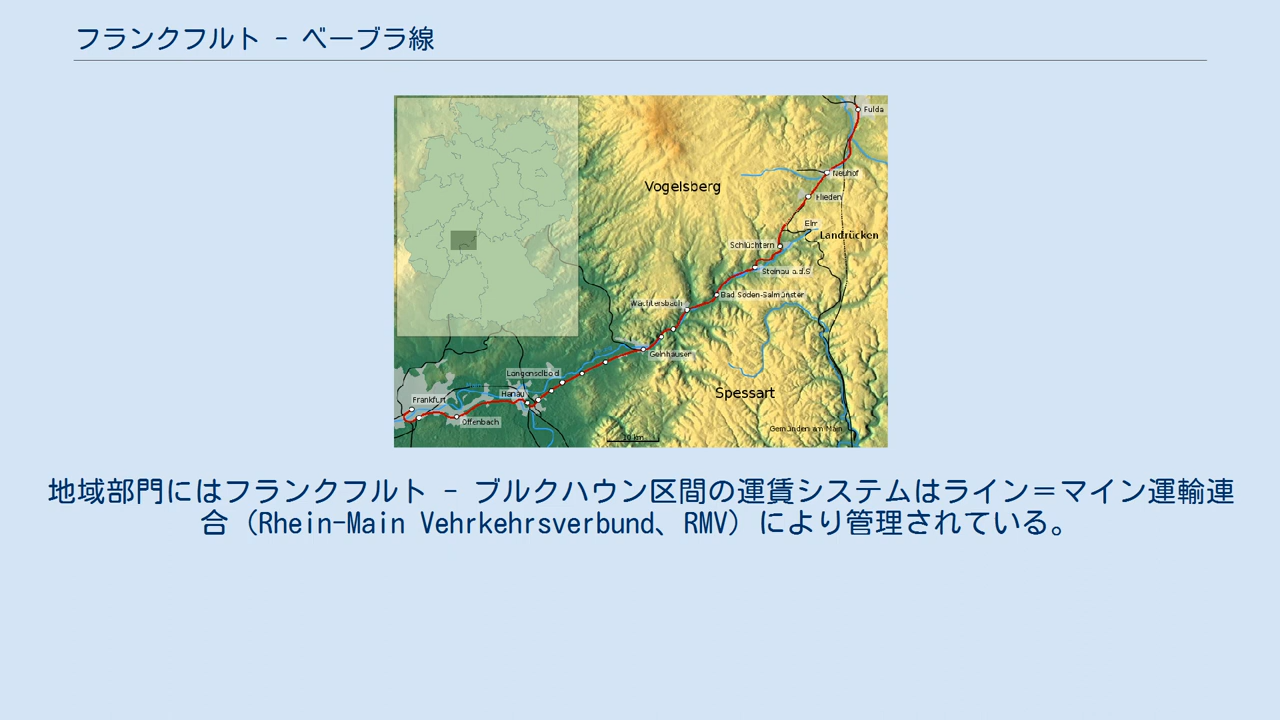 フランクフルト - ベーブラ線
Fulda
Neuhof
Vogelsberg
Flieden
Elm
Landrücken
Schlüchtern
Steinau a.d.S
Bad Soden-Salmünster
Wächtersbach
Gelnhausen
Langenselbold
Hanau
Frankfurt
Offenbach
Spessart
Gemünden am Main
10 km
地域部門にはフランクフルト - ブルクハウン区間の運賃システムはライン＝マイン運輸連
合（Rhein-Main Vehrkehrsverbund、RMV）により管理されている。